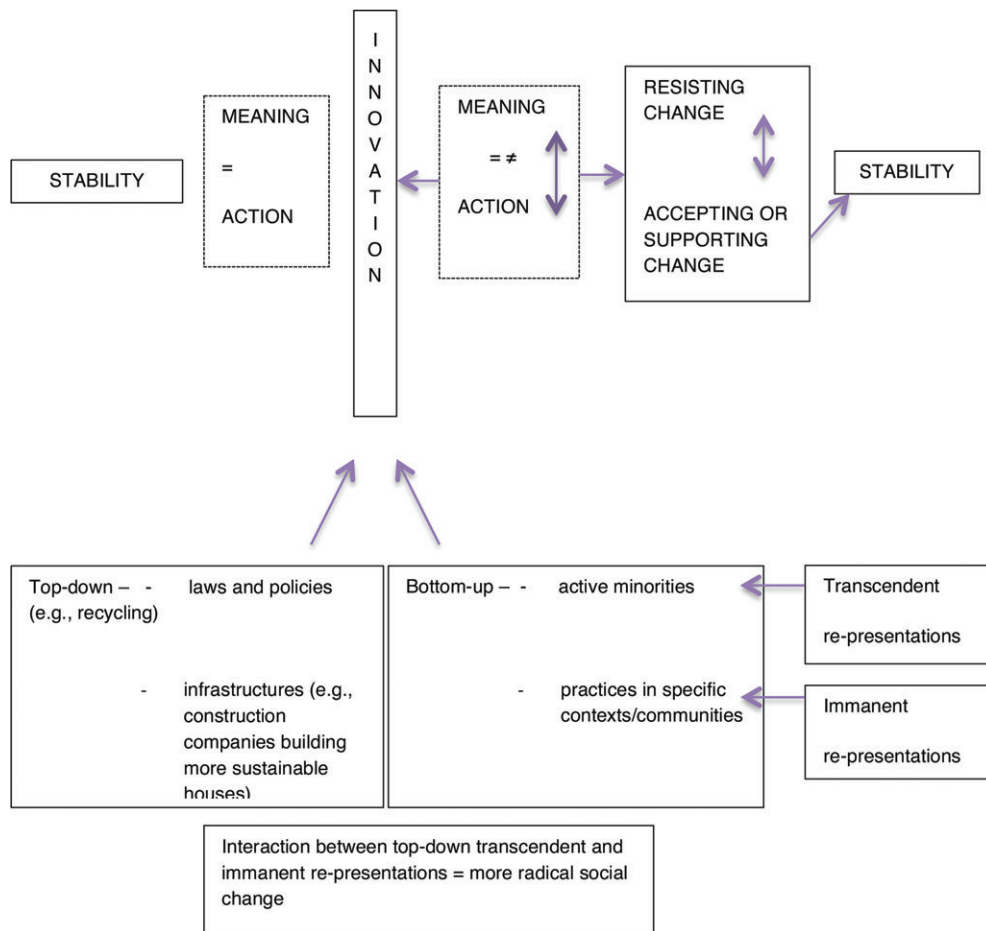 STABILITY
MEANING
=
ACTION
INNOVATION
MEANING
= ≠
ACTION
RESISTING
CHANGE
ACCEPTING OR
SUPPORTING
CHANGE
STABILITY
Top-down – - laws and policies
(e.g., recycling)
- infrastructures (e.g.,
construction
companies building
more sustainable
houses)
Bottom-up – - active minorities
- practices in specific
contexts/communities
Transcendent
re-presentations
Immanent
re-presentations
Interaction between top-down transcendent and
immanent re-presentations = more radical social
change